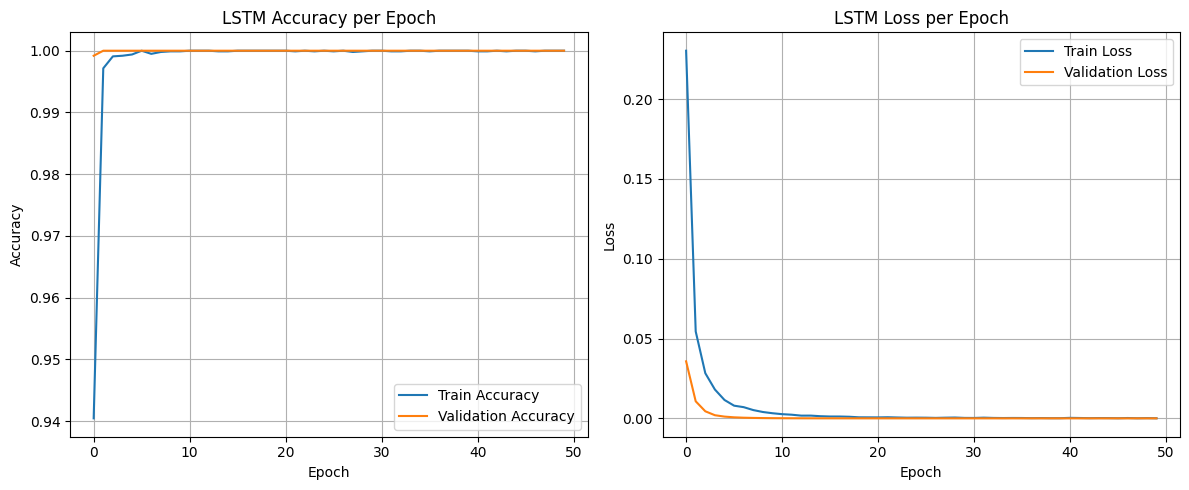 LSTM Accuracy per Epoch
1.00
0.99
0.98
0.97
0.96
0.95
0.94
Accuracy
0 10 20 30 40 50
Epoch
Train Accuracy
Validation Accuracy
LSTM Loss per Epoch
0.20
0.15
0.10
0.05
0.00
Loss
0 10 20 30 40 50
Epoch
Train Loss
Validation Loss